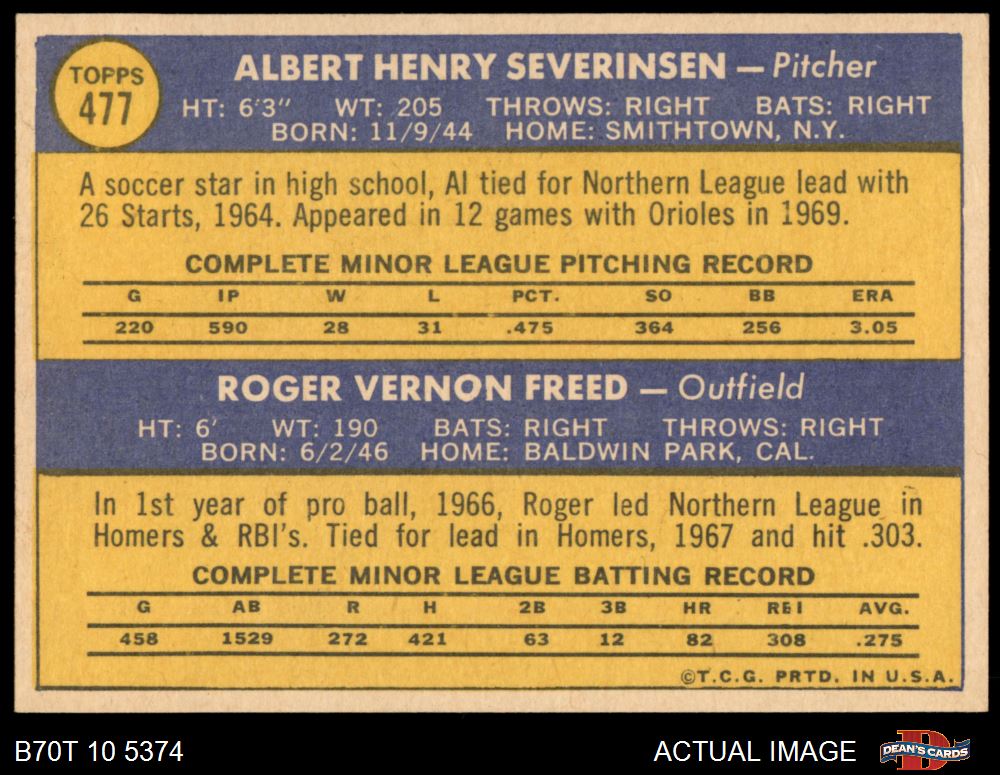 TOPPS
477
ALBERT HENRY SEVERINSEN — Pitcher
HT: 6'3" WT: 205 THROWS: RIGHT BATS: RIGHT
BORN: 11/9/44 HOME: SMITHTOWN, N.Y.
A soccer star in high school, Al tied for Northern League lead with
26 Starts, 1964. Appeared in 12 games with Orioles in 1969.
COMPLETE MINOR LEAGUE PITCHING RECORD
G IP W L PCT. SO BB ERA
220 590 28 31 .475 364 256 3.05
ROGER VERNON FREED — Outfield
HT: 6' WT: 190 BATS: RIGHT THROWS: RIGHT
BORN: 6/2/46 HOME: BALDWIN PARK, CAL.
In 1st year of pro ball, 1966, Roger led Northern League in
Homers & RBI's. Tied for lead in Homers, 1967 and hit .303.
COMPLETE MINOR LEAGUE BATTING RECORD
G AB R H 2B 3B HR RBI AVG.
458 1529 272 421 63 12 82 308 .275
©T.C.G. PRTD. IN U.S.A.
B70T 10 5374 ACTUAL IMAGE
D
DEAN'S CARDS